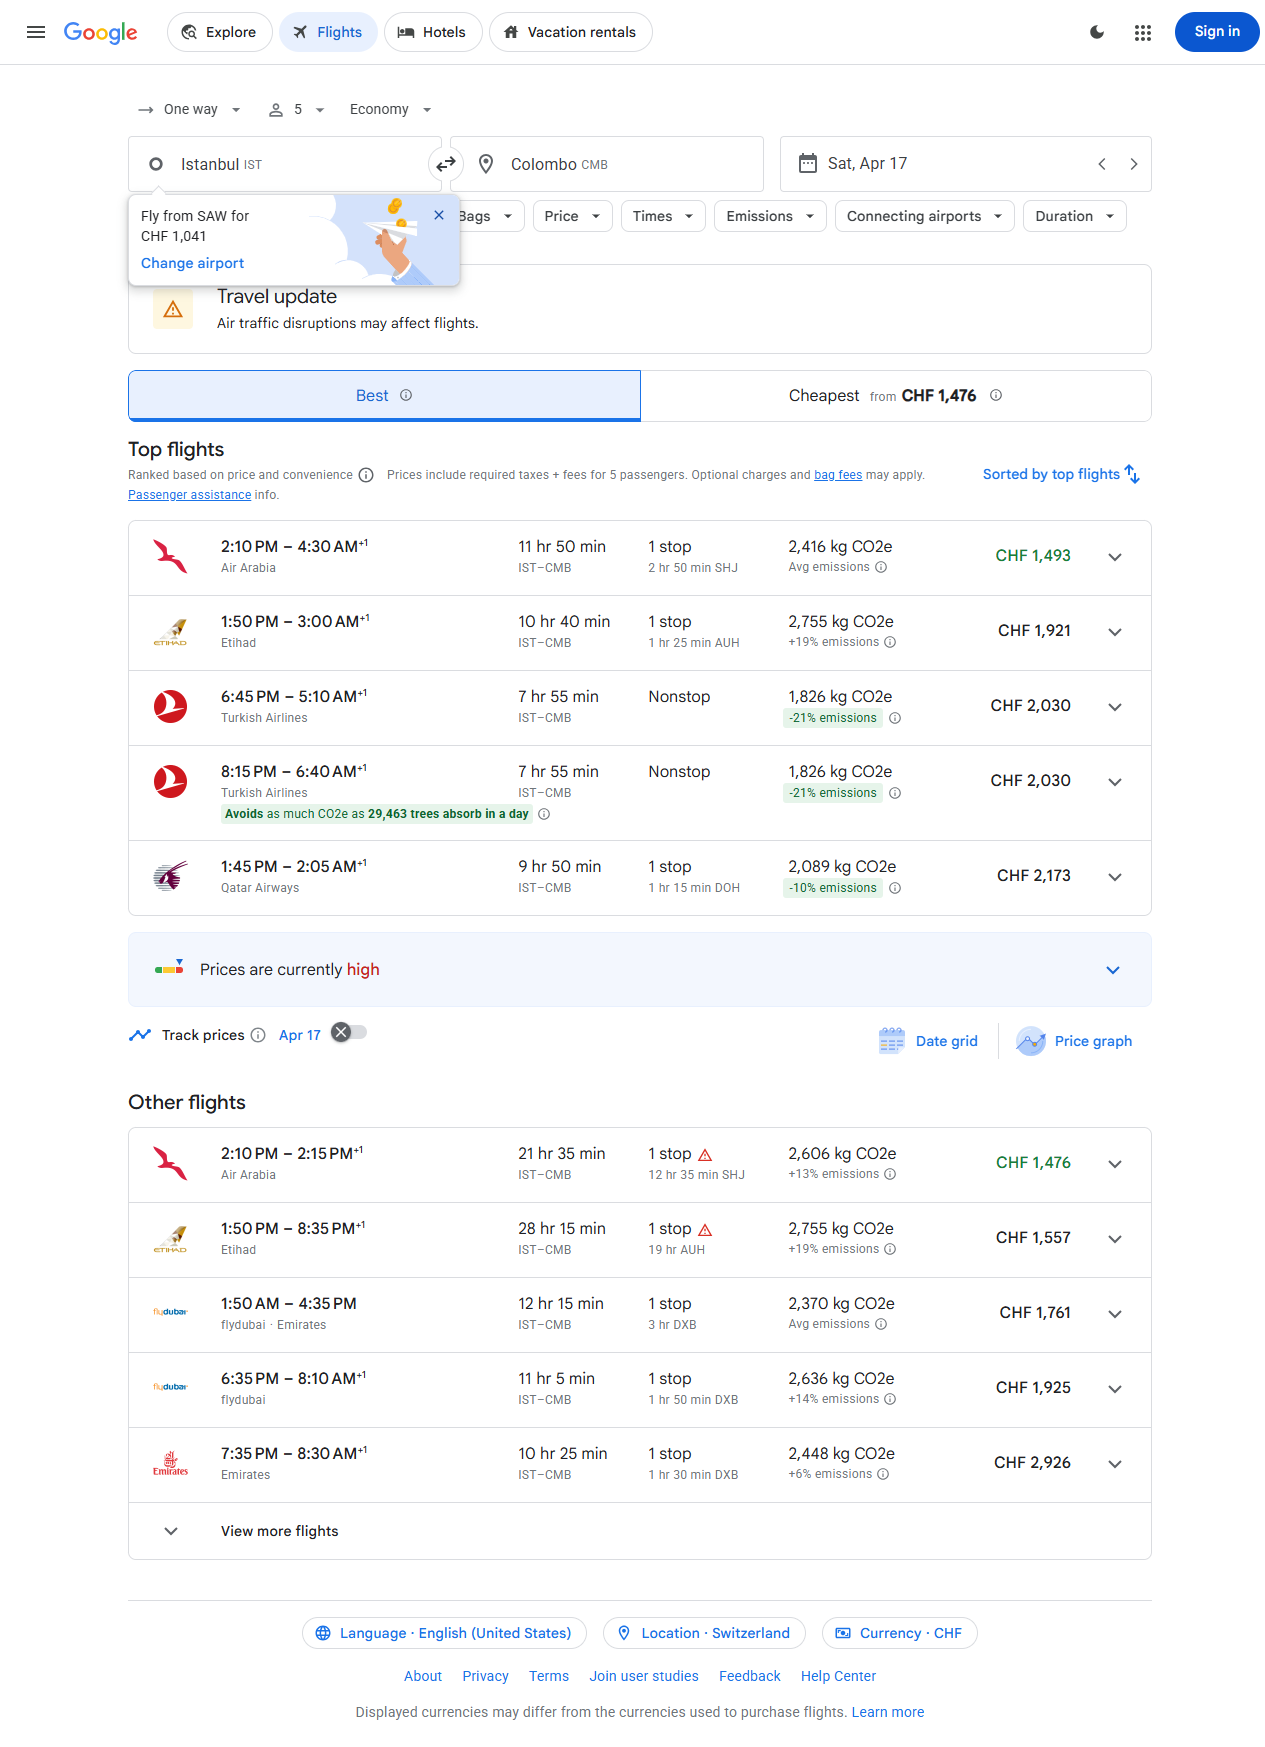 Google
Explore
Flights
Hotels
Vacation rentals
Sign in
One way
5
Economy
Istanbul IST
Colombo CMB
Sat, Apr 17
Fly from SAW for
CHF 1,041
Change airport
Bags
Price
Times
Emissions
Connecting airports
Duration
Travel update
Air traffic disruptions may affect flights.
Best
Cheapest from CHF 1,476
Top flights
Ranked based on price and convenience Prices include required taxes + fees for 5 passengers. Optional charges and bag fees may apply.
Passenger assistance info.
Sorted by top flights
2:10 PM – 4:30 AM+1 11 hr 50 min 1 stop 2,416 kg CO2e CHF 1,493
Air Arabia IST–CMB 2 hr 50 min SHJ Avg emissions
1:50 PM – 3:00 AM+1 10 hr 40 min 1 stop 2,755 kg CO2e CHF 1,921
ETIHAD Etihad IST–CMB 1 hr 25 min AUH +19% emissions
6:45 PM – 5:10 AM+1 7 hr 55 min Nonstop 1,826 kg CO2e CHF 2,030
Turkish Airlines IST–CMB -21% emissions
8:15 PM – 6:40 AM+1 7 hr 55 min Nonstop 1,826 kg CO2e CHF 2,030
Turkish Airlines IST–CMB -21% emissions
Avoids as much CO2e as 29,463 trees absorb in a day
1:45 PM – 2:05 AM+1 9 hr 50 min 1 stop 2,089 kg CO2e CHF 2,173
Qatar Airways IST–CMB 1 hr 15 min DOH -10% emissions
Prices are currently high
Track prices Apr 17
Date grid
Price graph
Other flights
2:10 PM – 2:15 PM+1 21 hr 35 min 1 stop 2,606 kg CO2e CHF 1,476
Air Arabia IST–CMB 12 hr 35 min SHJ +13% emissions
1:50 PM – 8:35 PM+1 28 hr 15 min 1 stop 2,755 kg CO2e CHF 1,557
ETIHAD Etihad IST–CMB 19 hr AUH +19% emissions
1:50 AM – 4:35 PM 12 hr 15 min 1 stop 2,370 kg CO2e CHF 1,761
flydubai flydubai · Emirates IST–CMB 3 hr DXB Avg emissions
6:35 PM – 8:10 AM+1 11 hr 5 min 1 stop 2,636 kg CO2e CHF 1,925
flydubai flydubai IST–CMB 1 hr 50 min DXB +14% emissions
7:35 PM – 8:30 AM+1 10 hr 25 min 1 stop 2,448 kg CO2e CHF 2,926
Emirates Emirates IST–CMB 1 hr 30 min DXB +6% emissions
View more flights
Language · English (United States)
Location · Switzerland
Currency · CHF
About Privacy Terms Join user studies Feedback Help Center
Displayed currencies may differ from the currencies used to purchase flights. Learn more